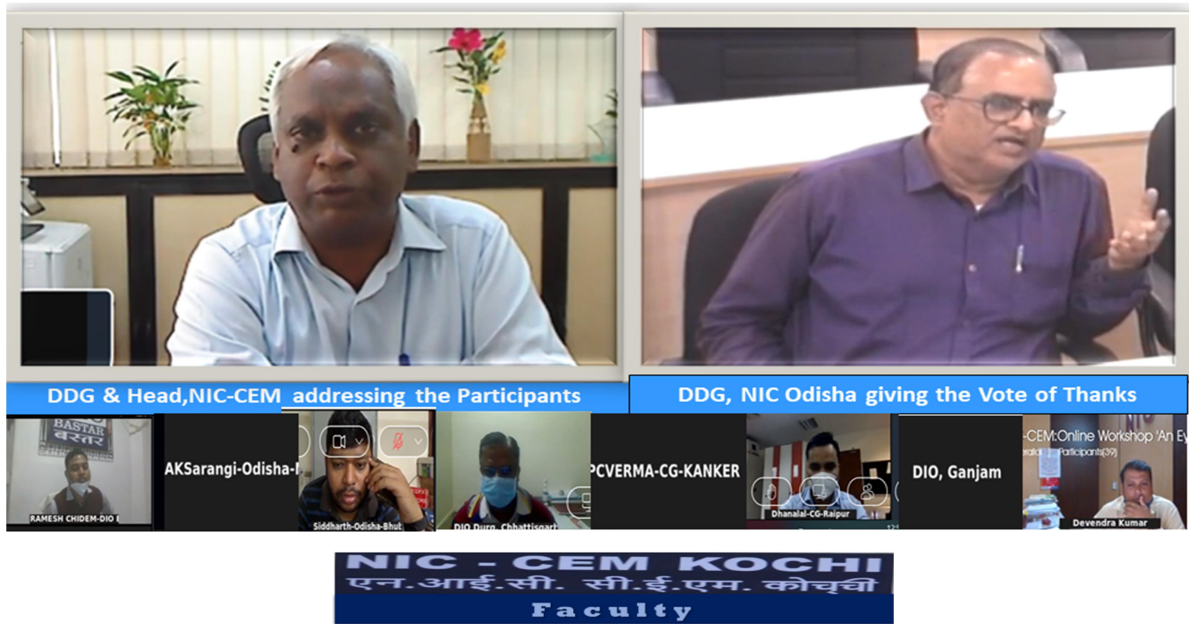 DDG & Head,NIC-CEM addressing the Participants
DDG, NIC Odisha giving the Vote of Thanks
BASTAR
बस्तर
RAMESH CHIDEM-DIO
AKSarangi-Odisha-
Siddharth-Odisha-Bhub
DIO Durg, Chhattisgarh
PCVERMA-CG-KANKER
Dhanalal-CG-Raipur
DIO, Ganjam
-CEM:Online Workshop 'An Ey
Participants(39)
Devendra Kumar
NIC - CEM KOCHI
एन.आई.सी. सी.ई.एम. कोच्ची
Faculty